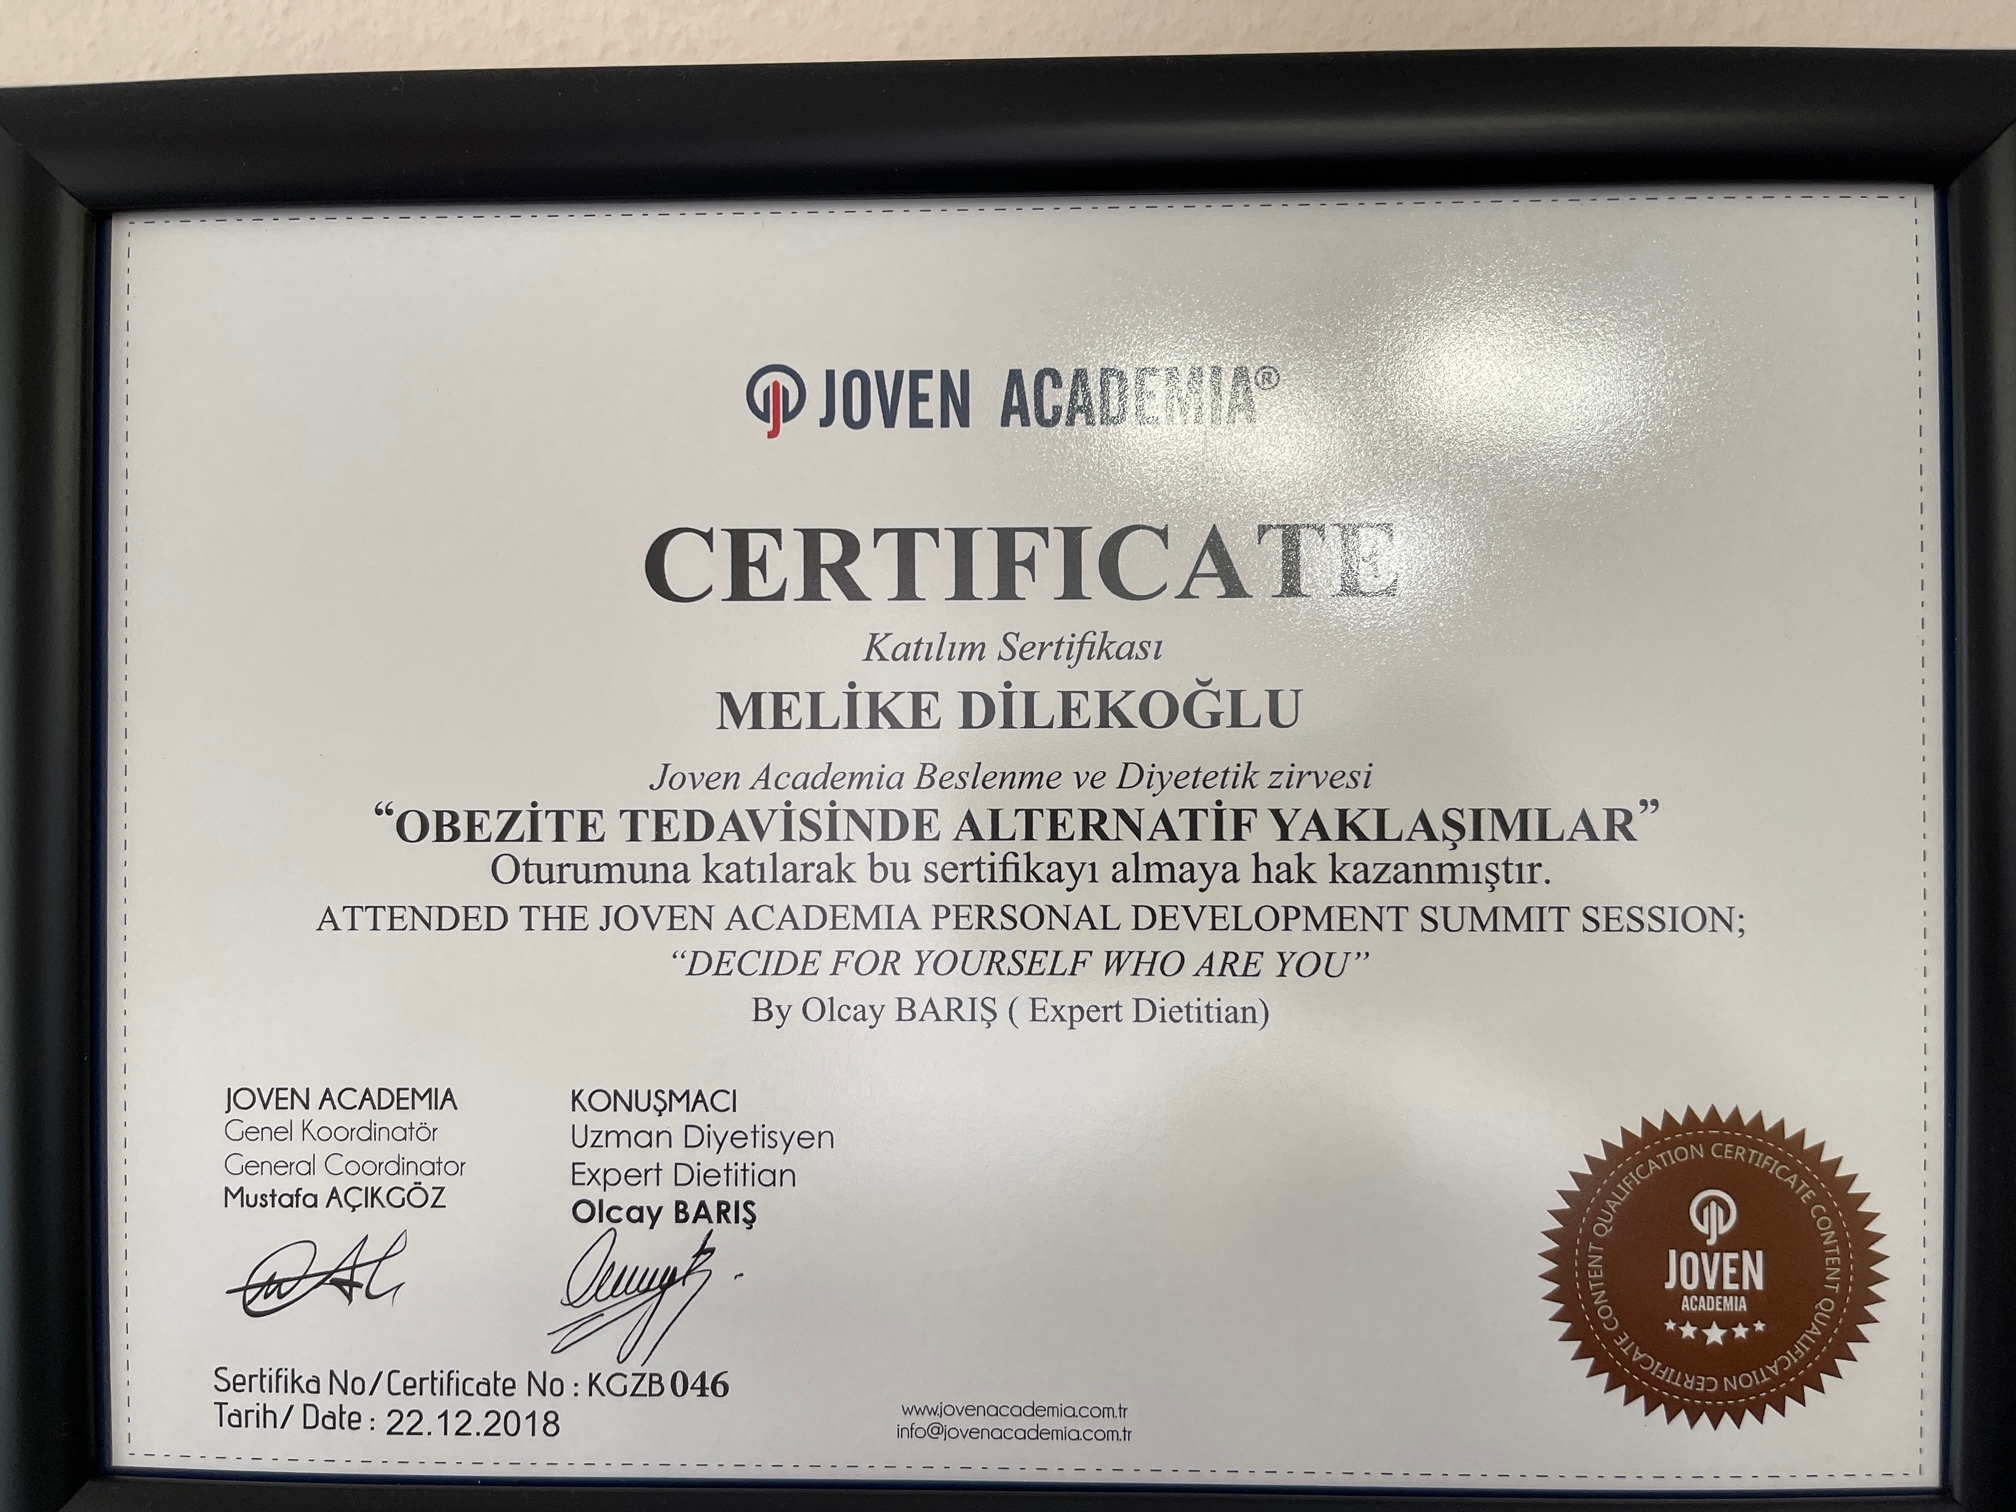 JOVEN ACADEMIA®
CERTIFICATE
Katılım Sertifikası
MELİKE DİLEKOĞLU
Joven Academia Beslenme ve Diyetetik zirvesi
“OBEZİTE TEDAVİSİNDE ALTERNATİF YAKLAŞIMLAR”
Oturumuna katılarak bu sertifikayı almaya hak kazanmıştır.
ATTENDED THE JOVEN ACADEMIA PERSONAL DEVELOPMENT SUMMIT SESSION;
“DECIDE FOR YOURSELF WHO ARE YOU”
By Olcay BARIŞ ( Expert Dietitian)
JOVEN ACADEMIA
Genel Koordinatör
General Coordinator
Mustafa AÇIKGÖZ
KONUŞMACI
Uzman Diyetisyen
Expert Dietitian
Olcay BARIŞ
Sertifika No/Certificate No : KGZB 046
Tarih/ Date : 22.12.2018
www.jovenacademia.com.tr
info@jovenacademia.com.tr
CONTENT QUALIFICATION CERTIFICATE CONTENT QUALIFICATION CERTIFICATE
JOVEN
ACADEMIA